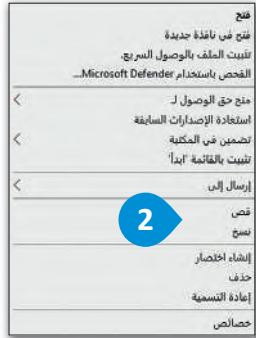 فتح
فتح في نافذة جديدة
تثبيت الملف بالوصول السريع.
الفحص باستخدام Microsoft Defender...
منح حق الوصول لـ
استعادة الإصدارات السابقة
تضمين في المكتبة
تثبيت بالقائمة 'ابدأ'
إرسال إلى
قص
2
نسخ
إنشاء اختصار
حذف
إعادة التسمية
خصائص